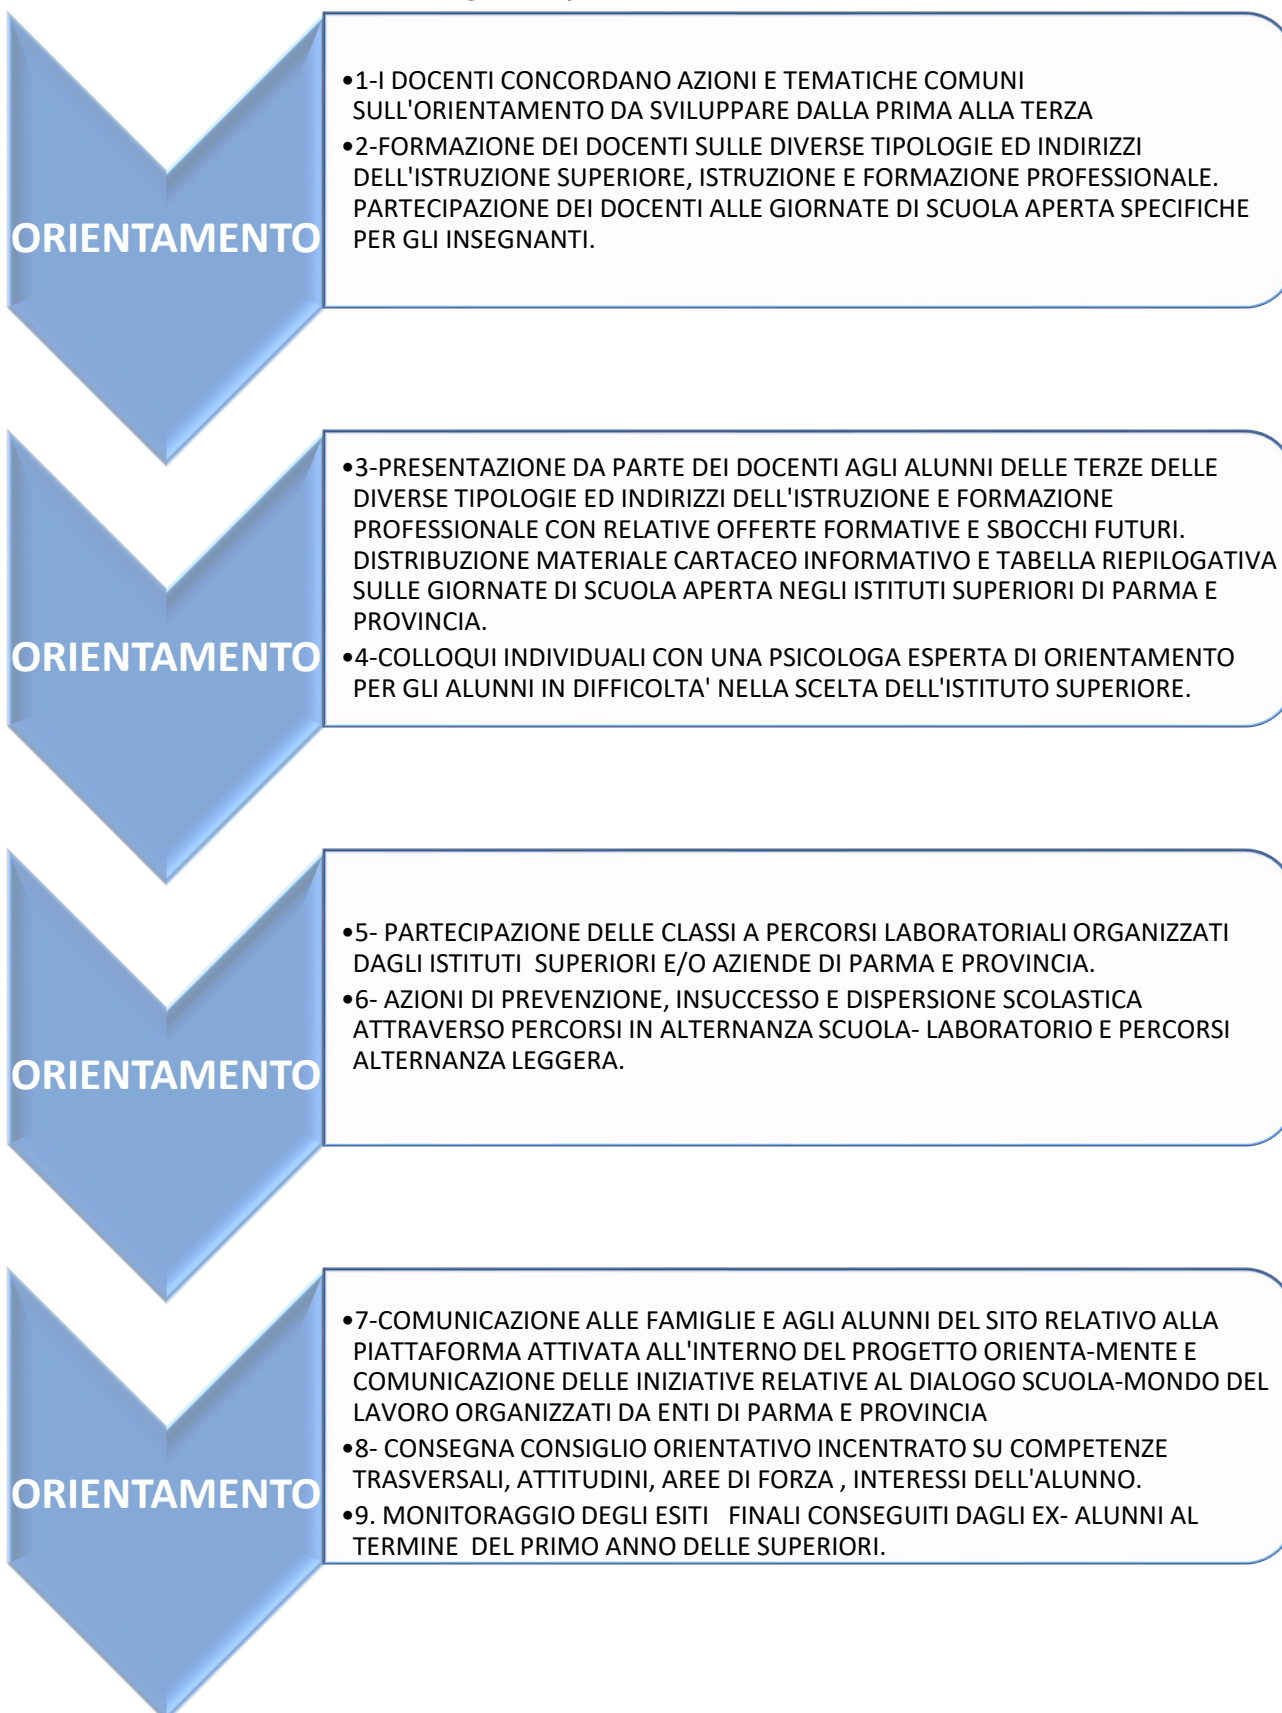 ORIENTAMENTO
•1-I DOCENTI CONCORDANO AZIONI E TEMATICHE COMUNI
SULL'ORIENTAMENTO DA SVILUPPARE DALLA PRIMA ALLA TERZA
•2-FORMAZIONE DEI DOCENTI SULLE DIVERSE TIPOLOGIE ED INDIRIZZI
DELL'ISTRUZIONE SUPERIORE, ISTRUZIONE E FORMAZIONE PROFESSIONALE.
PARTECIPAZIONE DEI DOCENTI ALLE GIORNATE DI SCUOLA APERTA SPECIFICHE
PER GLI INSEGNANTI.
ORIENTAMENTO
•3-PRESENTAZIONE DA PARTE DEI DOCENTI AGLI ALUNNI DELLE TERZE DELLE
DIVERSE TIPOLOGIE ED INDIRIZZI DELL'ISTRUZIONE E FORMAZIONE
PROFESSIONALE CON RELATIVE OFFERTE FORMATIVE E SBOCCHI FUTURI.
DISTRIBUZIONE MATERIALE CARTACEO INFORMATIVO E TABELLA RIEPILOGATIVA
SULLE GIORNATE DI SCUOLA APERTA NEGLI ISTITUTI SUPERIORI DI PARMA E
PROVINCIA.
•4-COLLOQUI INDIVIDUALI CON UNA PSICOLOGA ESPERTA DI ORIENTAMENTO
PER GLI ALUNNI IN DIFFICOLTA' NELLA SCELTA DELL'ISTITUTO SUPERIORE.
ORIENTAMENTO
•5- PARTECIPAZIONE DELLE CLASSI A PERCORSI LABORATORIALI ORGANIZZATI
DAGLI ISTITUTI  SUPERIORI E/O AZIENDE DI PARMA E PROVINCIA.
•6- AZIONI DI PREVENZIONE, INSUCCESSO E DISPERSIONE SCOLASTICA
ATTRAVERSO PERCORSI IN ALTERNANZA SCUOLA- LABORATORIO E PERCORSI
ALTERNANZA LEGGERA.
ORIENTAMENTO
•7-COMUNICAZIONE ALLE FAMIGLIE E AGLI ALUNNI DEL SITO RELATIVO ALLA
PIATTAFORMA ATTIVATA ALL'INTERNO DEL PROGETTO ORIENTA-MENTE E
COMUNICAZIONE DELLE INIZIATIVE RELATIVE AL DIALOGO SCUOLA-MONDO DEL
LAVORO ORGANIZZATI DA ENTI DI PARMA E PROVINCIA
•8- CONSEGNA CONSIGLIO ORIENTATIVO INCENTRATO SU COMPETENZE
TRASVERSALI, ATTITUDINI, AREE DI FORZA , INTERESSI DELL'ALUNNO.
•9. MONITORAGGIO DEGLI ESITI   FINALI CONSEGUITI DAGLI EX- ALUNNI AL
TERMINE  DEL PRIMO ANNO DELLE SUPERIORI.